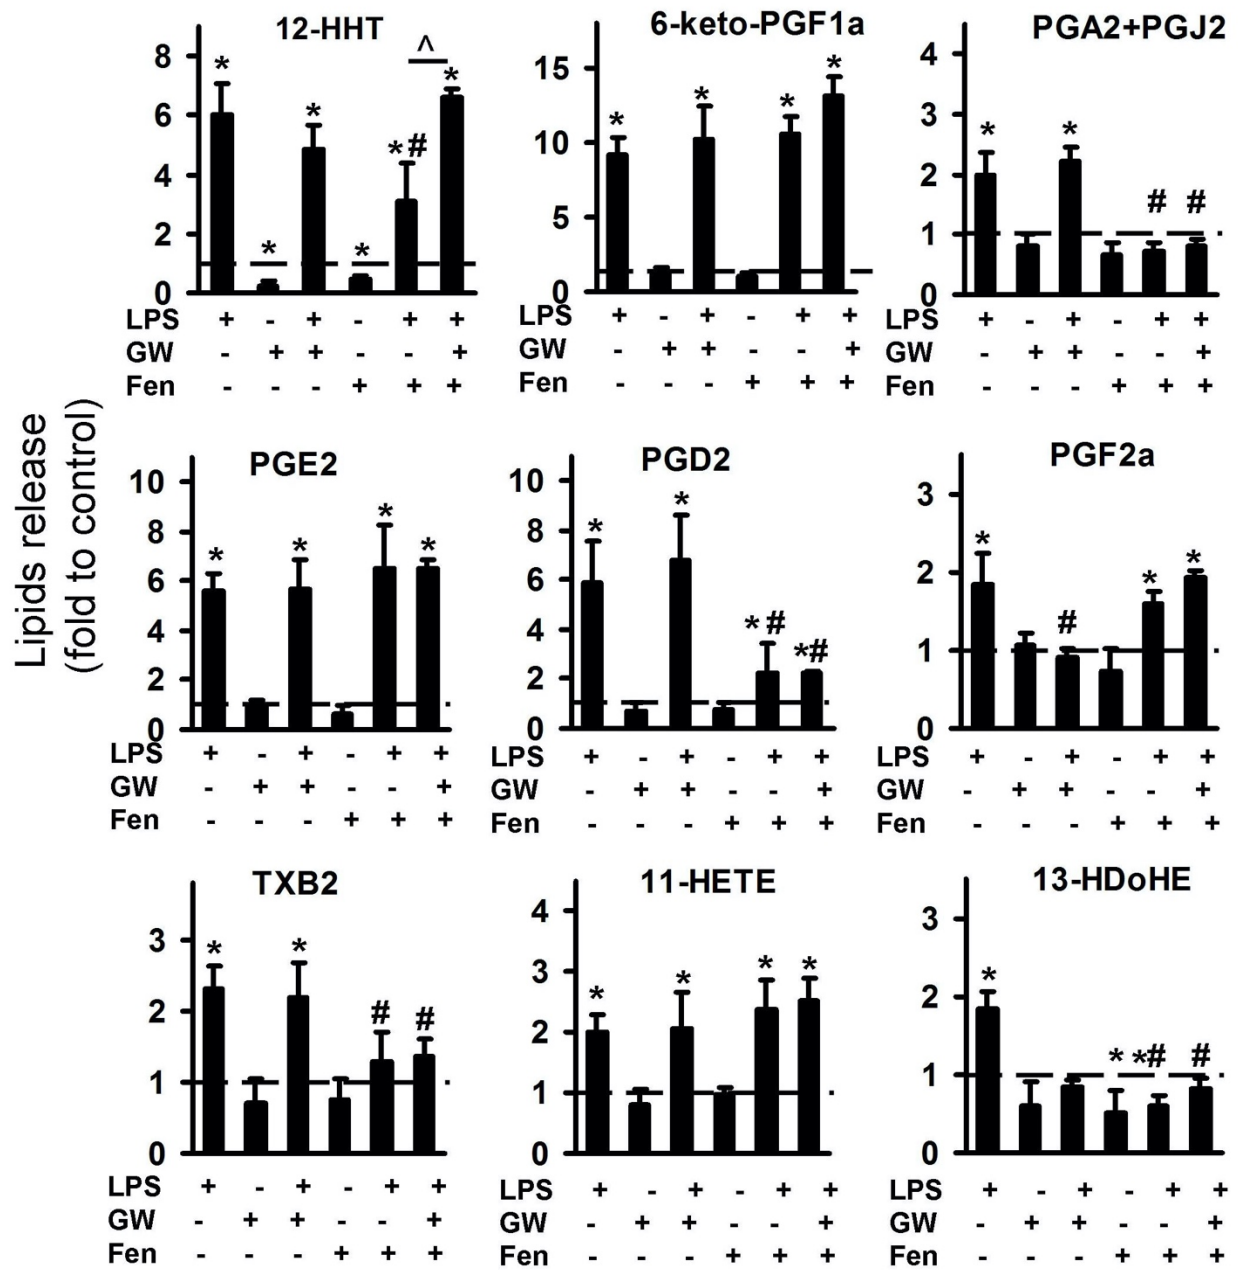 Lipids release
(fold to control)
12-HHT
8
6
4
2
0
* * * * *# ^ *
LPS + - + - + +
GW - + + - - +
Fen - - - + + +
6-keto-PGF1a
15
10
5
0
* * * *
LPS + - + - + +
GW - + + - - +
Fen - - - + + +
PGA2+PGJ2
4
3
2
1
0
* * # #
LPS + - + - + +
GW - + + - - +
Fen - - - + + +
PGE2
10
8
6
4
2
0
* * * *
LPS + - + - + +
GW - + + - - +
Fen - - - + + +
PGD2
10
8
6
4
2
0
* * *# *#
LPS + - + - + +
GW - + + - - +
Fen - - - + + +
PGF2a
3
2
1
0
* # * *
LPS + - + - + +
GW - + + - - +
Fen - - - + + +
TXB2
3
2
1
0
* * # #
LPS + - + - + +
GW - + + - - +
Fen - - - + + +
11-HETE
4
3
2
1
0
* * * *
LPS + - + - + +
GW - + + - - +
Fen - - - + + +
13-HDoHE
3
2
1
0
* * *# #
LPS + - + - + +
GW - + + - - +
Fen - - - + + +